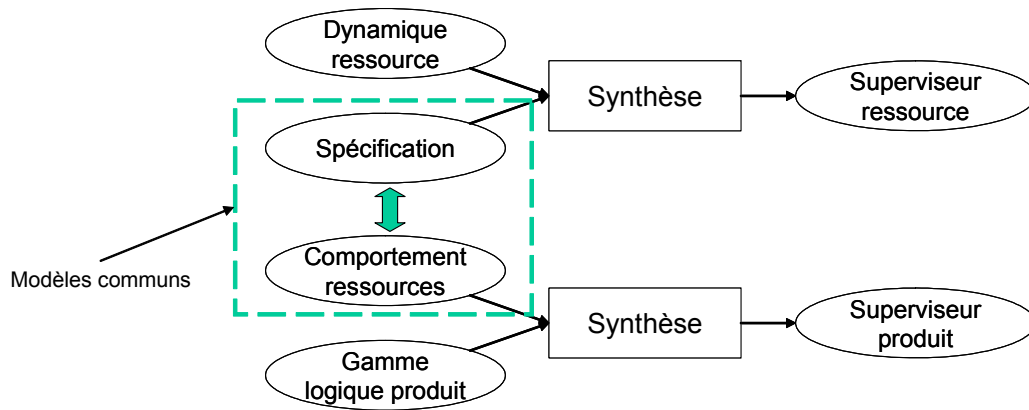 Dynamique
ressource
Synthèse
Superviseur
ressource
Spécification
Modèles communs
Comportement
ressources
Synthèse
Superviseur
produit
Gamme
logique produit